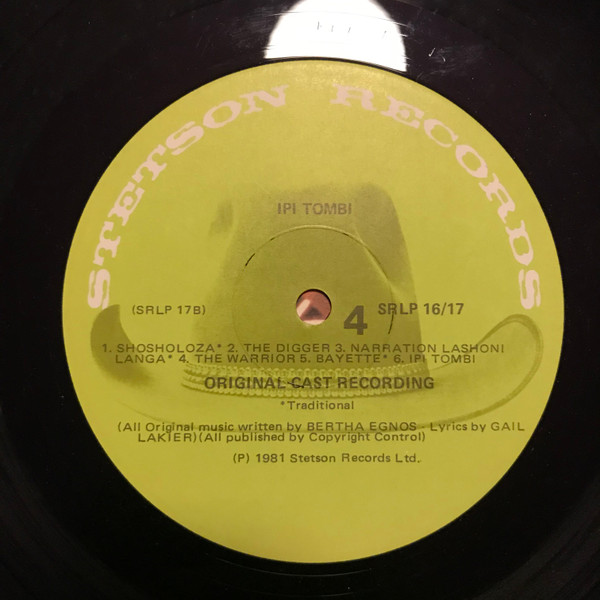 STETSON RECORDS
IPI TOMBI
(SRLP 17B)
4
SRLP 16/17
1. SHOSHOLOZA* 2. THE DIGGER 3. NARRATION LASHONI
LANGA* 4. THE WARRIOR 5. BAYETTE* 6. IPI TOMBI
ORIGINAL CAST RECORDING
*Traditional
(All Original music written by BERTHA EGNOS - Lyrics by GAIL
LAKIER) (All published by Copyright Control)
(P) 1981 Stetson Records Ltd.